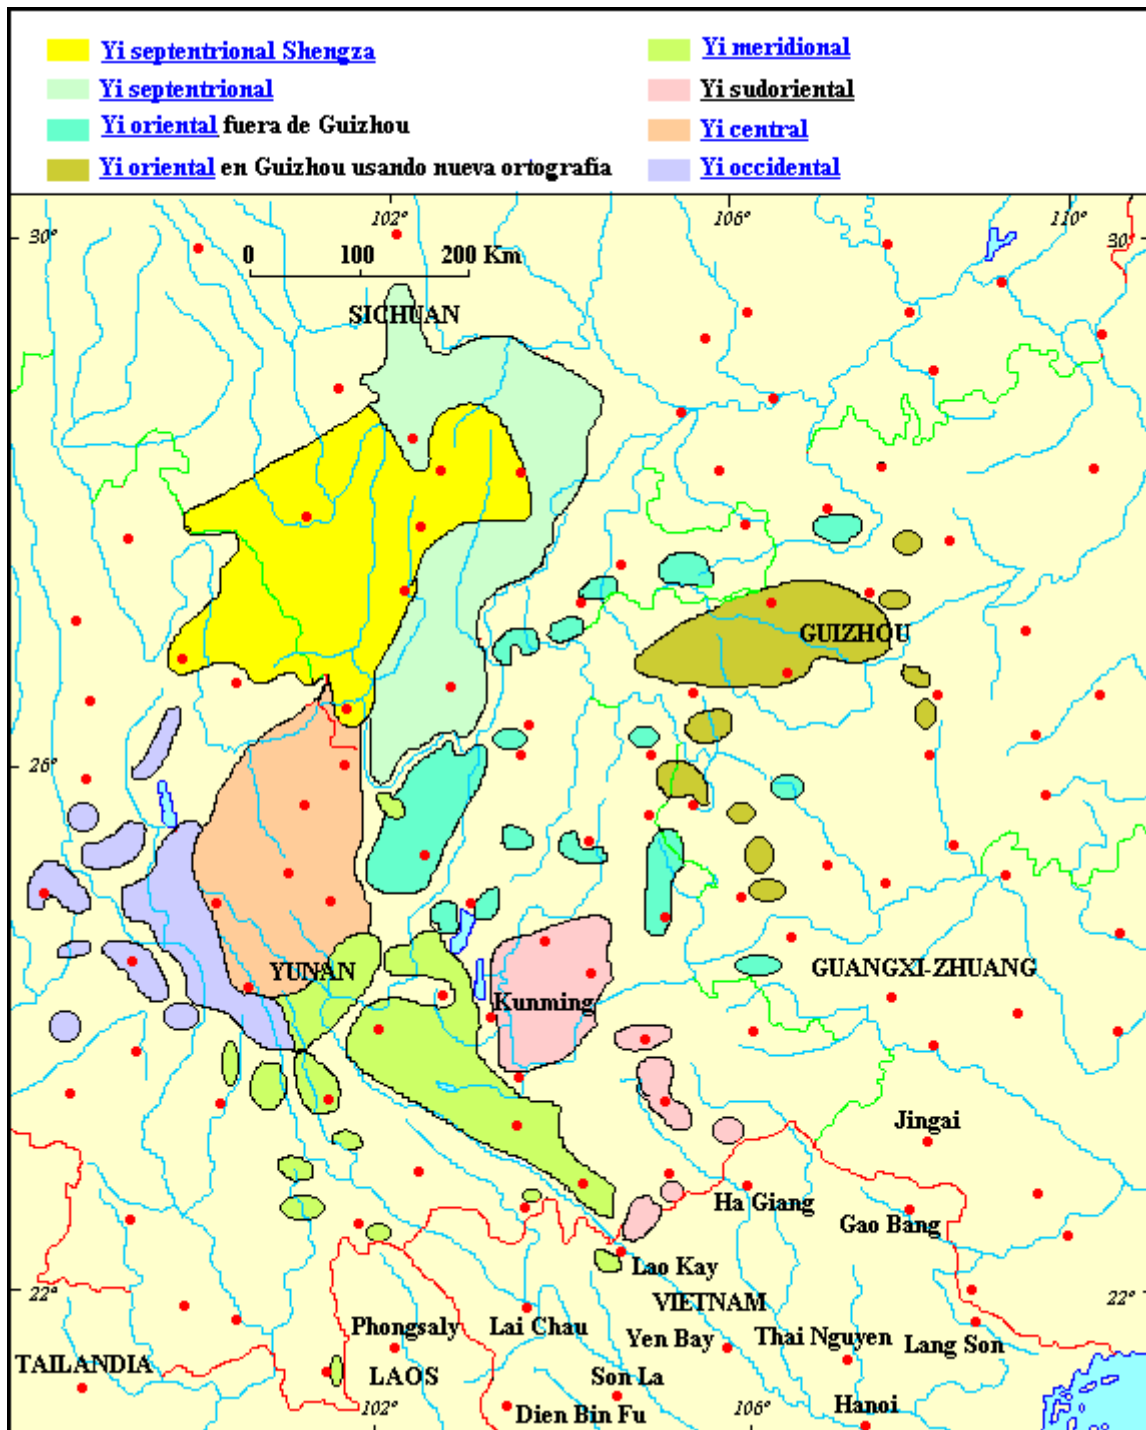 Yi septentrional Shengza
Yi meridional
Yi septentrional
Yi sudoriental
Yi oriental fuera de Guizhou
Yi central
Yi oriental en Guizhou usando nueva ortografía
Yi occidental
102°
106°
110°
30°
30°
0 100 200 Km
SICHUAN
GUIZHOU
26°
YUNAN
GUANGXI-ZHUANG
Kunming
Jingai
Ha Giang
Gao Bang
Lao Kay
22°
VIETNAM
22°
Phongsaly
Lai Chau
Yen Bay
Thai Nguyen
Lang Son
TAILANDIA
LAOS
Son La
102°
Dien Bin Fu
106°
Hanoi